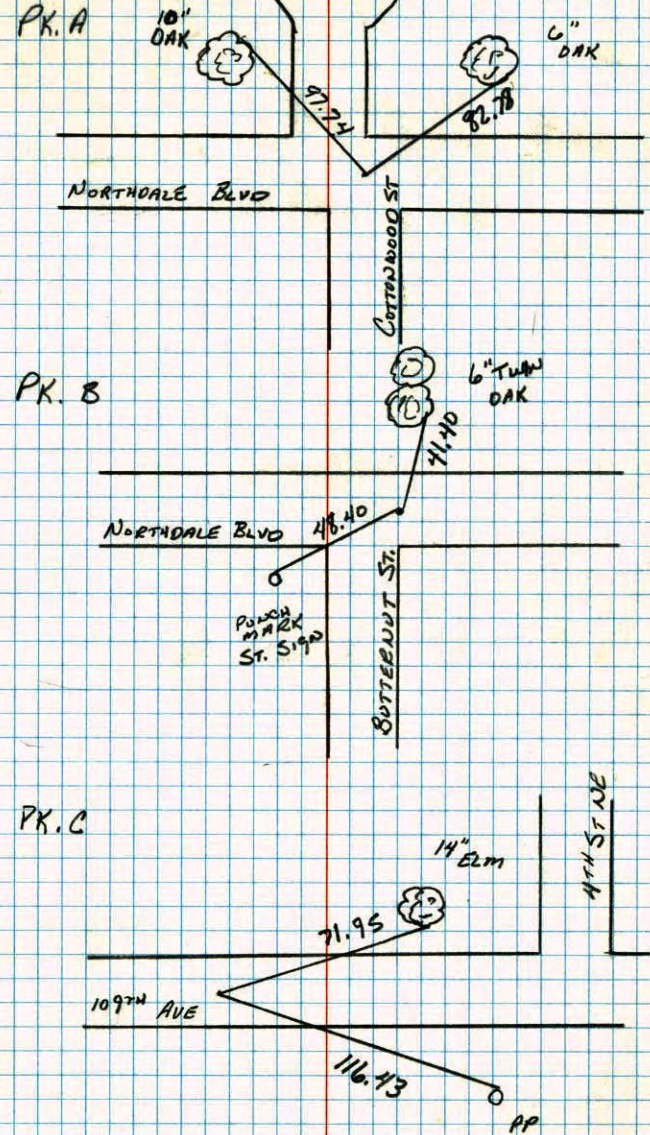 PK. A
10"
OAK
6"
OAK
97.74
82.78
NORTHDALE BLVD
COTTONWOOD ST
PK. B
6" TWIN
OAK
41.40
48.40
NORTHDALE BLVD
PUNCH
MARK
ST. SIGN
BUTTERNUT ST.
PK. C
14" ELM
4TH ST NE
71.95
109TH AVE
116.43
PP